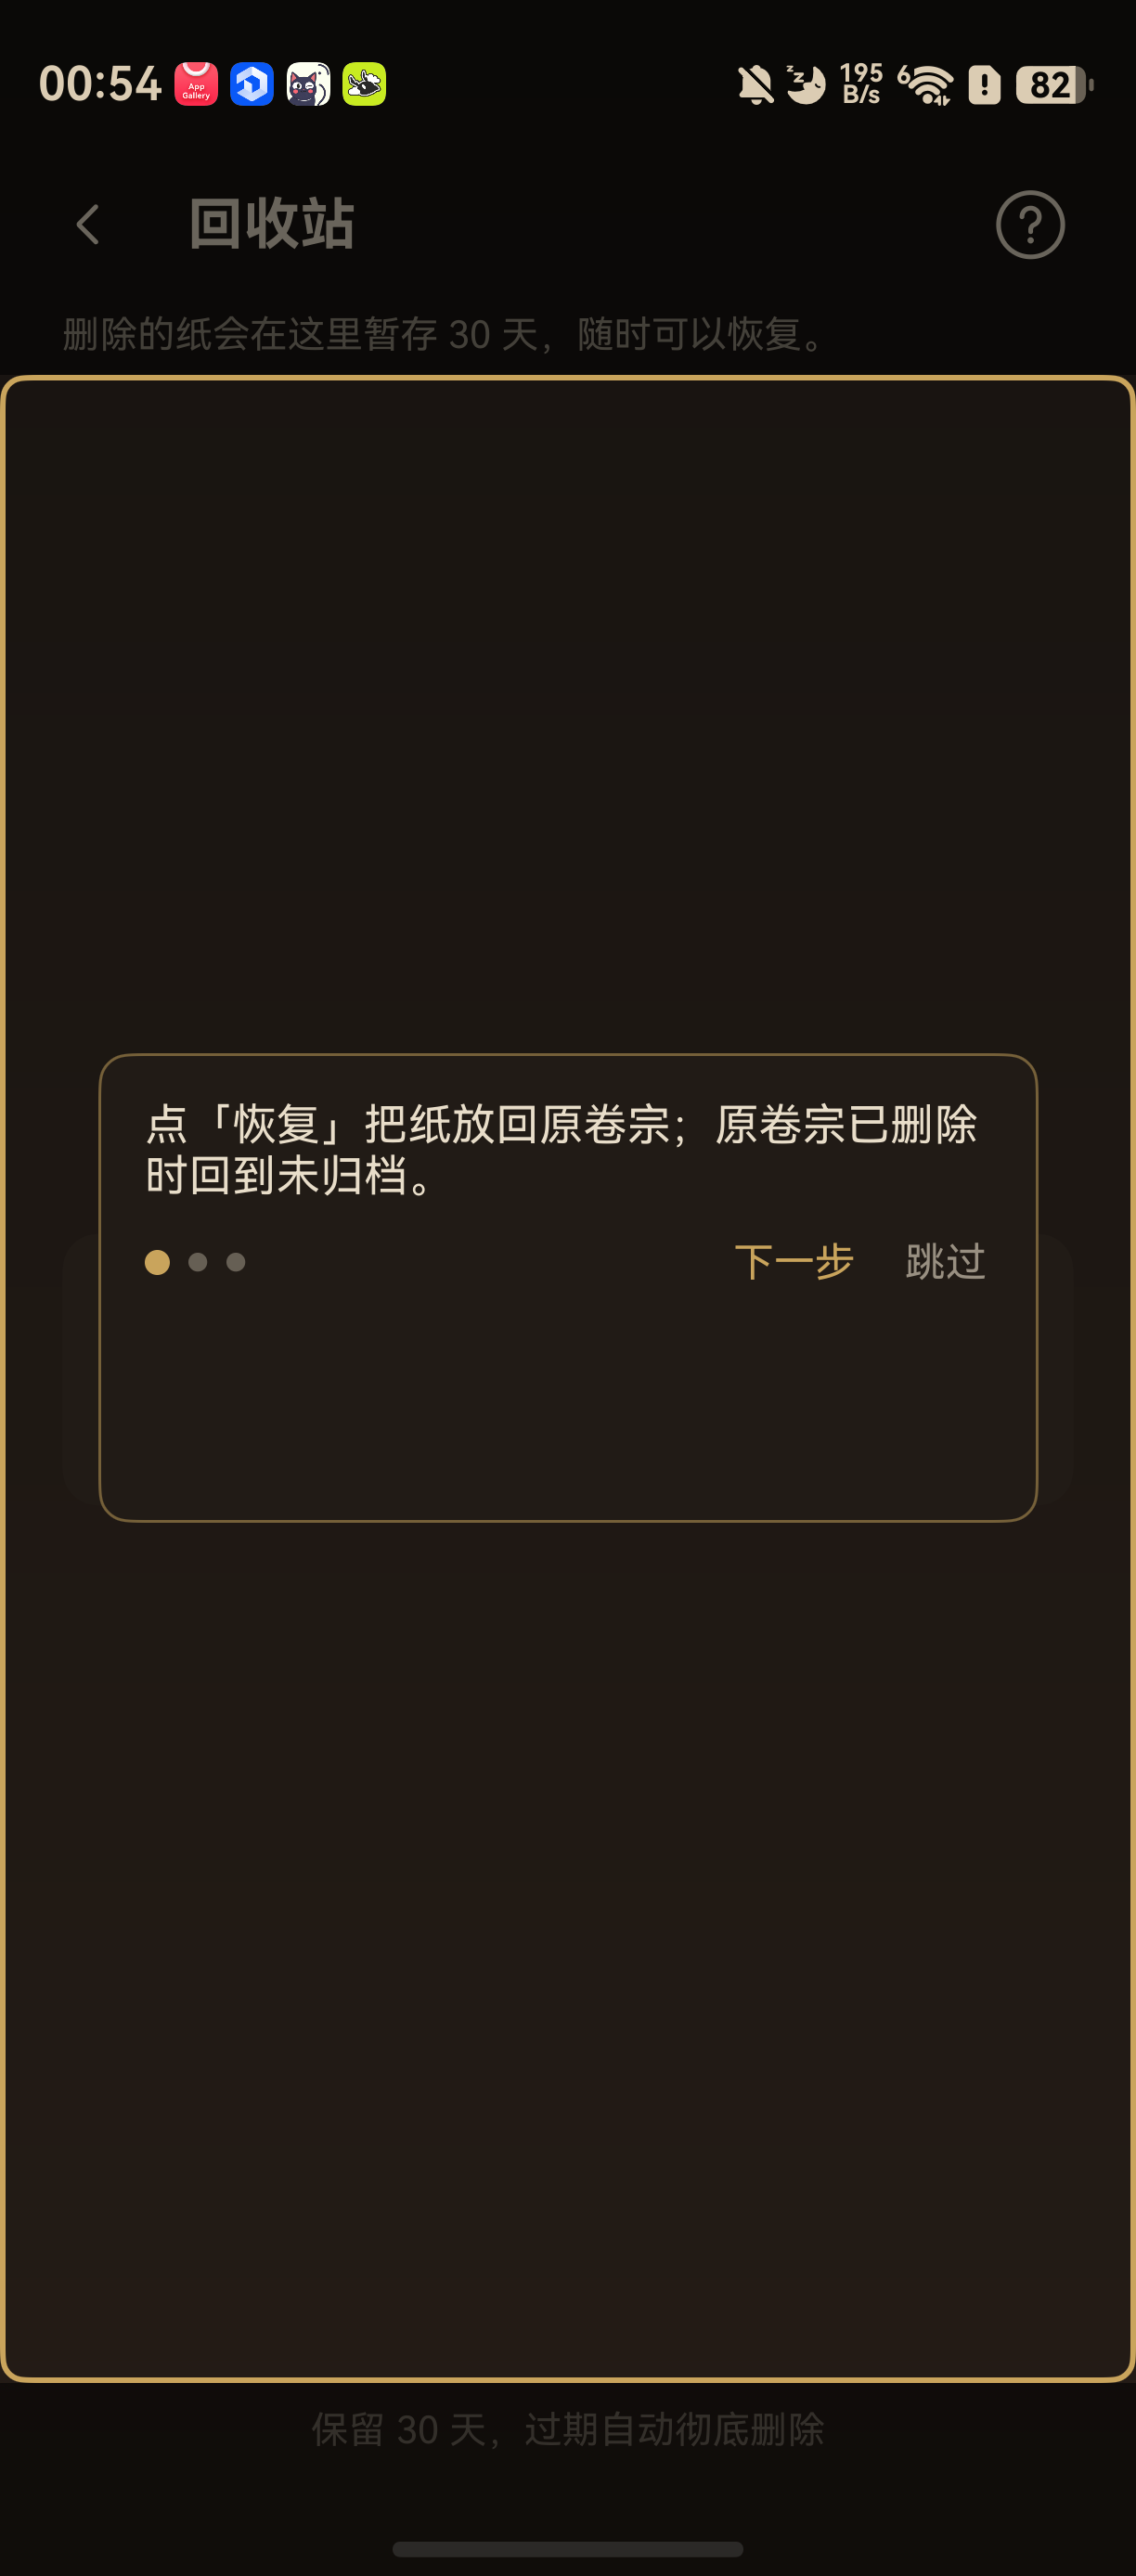 00:54
App
Gallery
195
B/s
6
82
回收站
删除的纸会在这里暂存 30 天，随时可以恢复。
点「恢复」把纸放回原卷宗；原卷宗已删除
时回到未归档。
下一步 跳过
保留 30 天，过期自动彻底删除